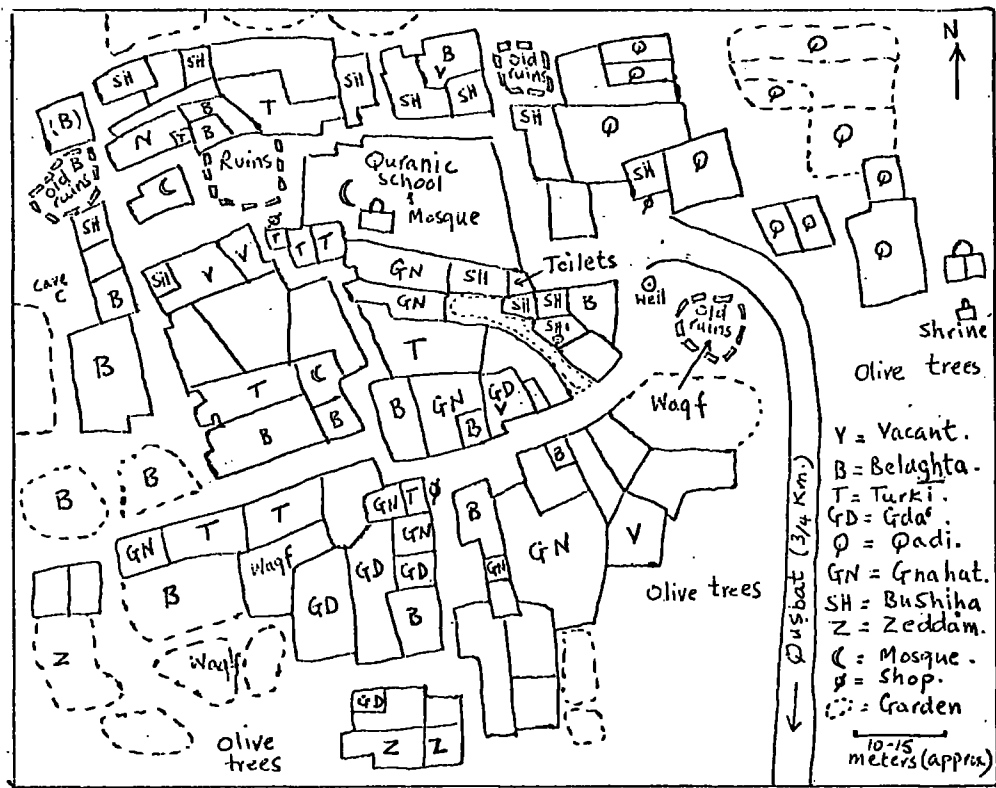 N
B
V
SH
SH
SH
SH
SH
Old
ruins
Q
Q
Q
Q
Q
(B)
T
B
N
ST
B
SH
Q
Old B
ruins
Ruins
Quranic
school
&
Mosque
SH
Q
Q
SH
V
V
SH
T
T
T
GN
SH
Toilets
Q
Q
Q
Cave
C
B
GN
SH
SH
B
SH
Well
Old
ruins
Shrine
B
T
Olive trees
T
B
GN
GD
V
B
Waqf
B
B
B
B
B
GN
T
T
Waqf
GN
T
GN
GD
GD
B
B
GN
GN
V
B
GD
Z
Waqf
Olive trees
GD
Z
Z
Olive
trees
Qusbat (3/4 Km.)
V = Vacant.
B = Belaghta.
T = Turki.
GD = Gdaᶜ.
Q = Qadi.
GN = Gnahat.
SH = BuShiha
Z = Zeddam.
= Mosque.
= Shop.
= Garden
10-15
meters (approx)